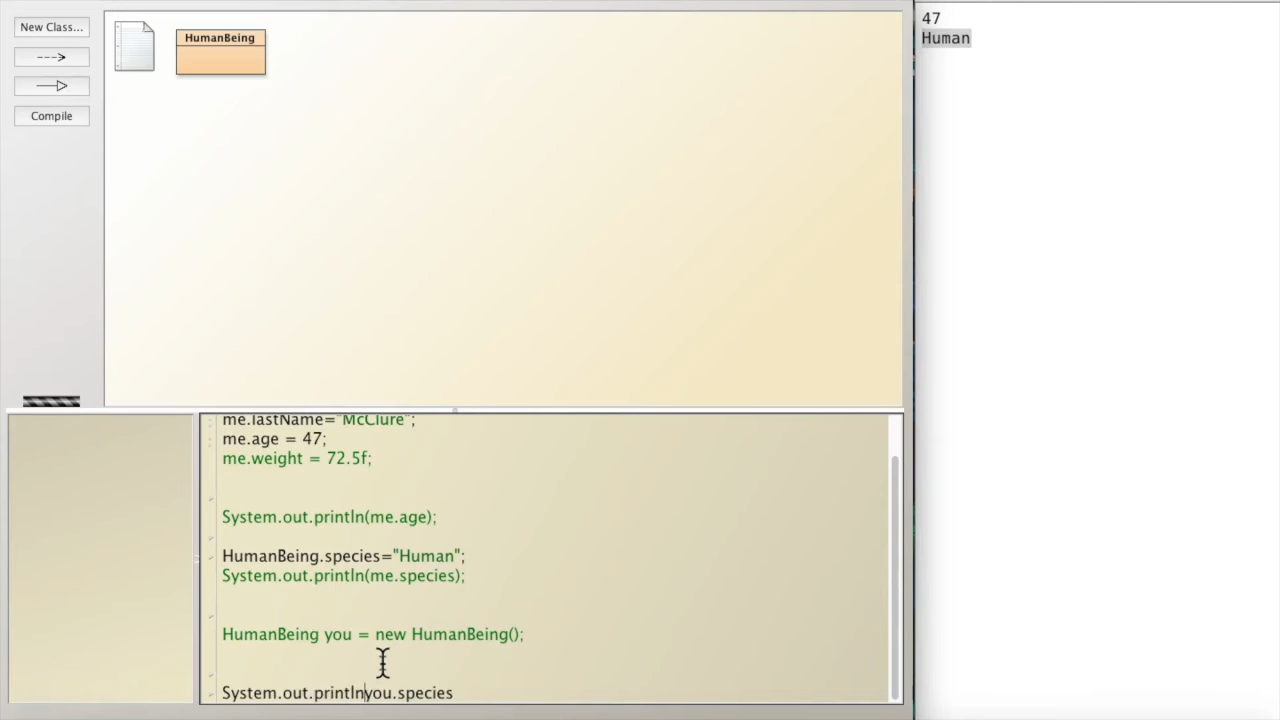 New Class...
Compile
HumanBeing
47
Human
me.lastName="McClure";
me.age = 47;
me.weight = 72.5f;
System.out.println(me.age);
HumanBeing.species="Human";
System.out.println(me.species);
HumanBeing you = new HumanBeing();
System.out.printlnyou.species